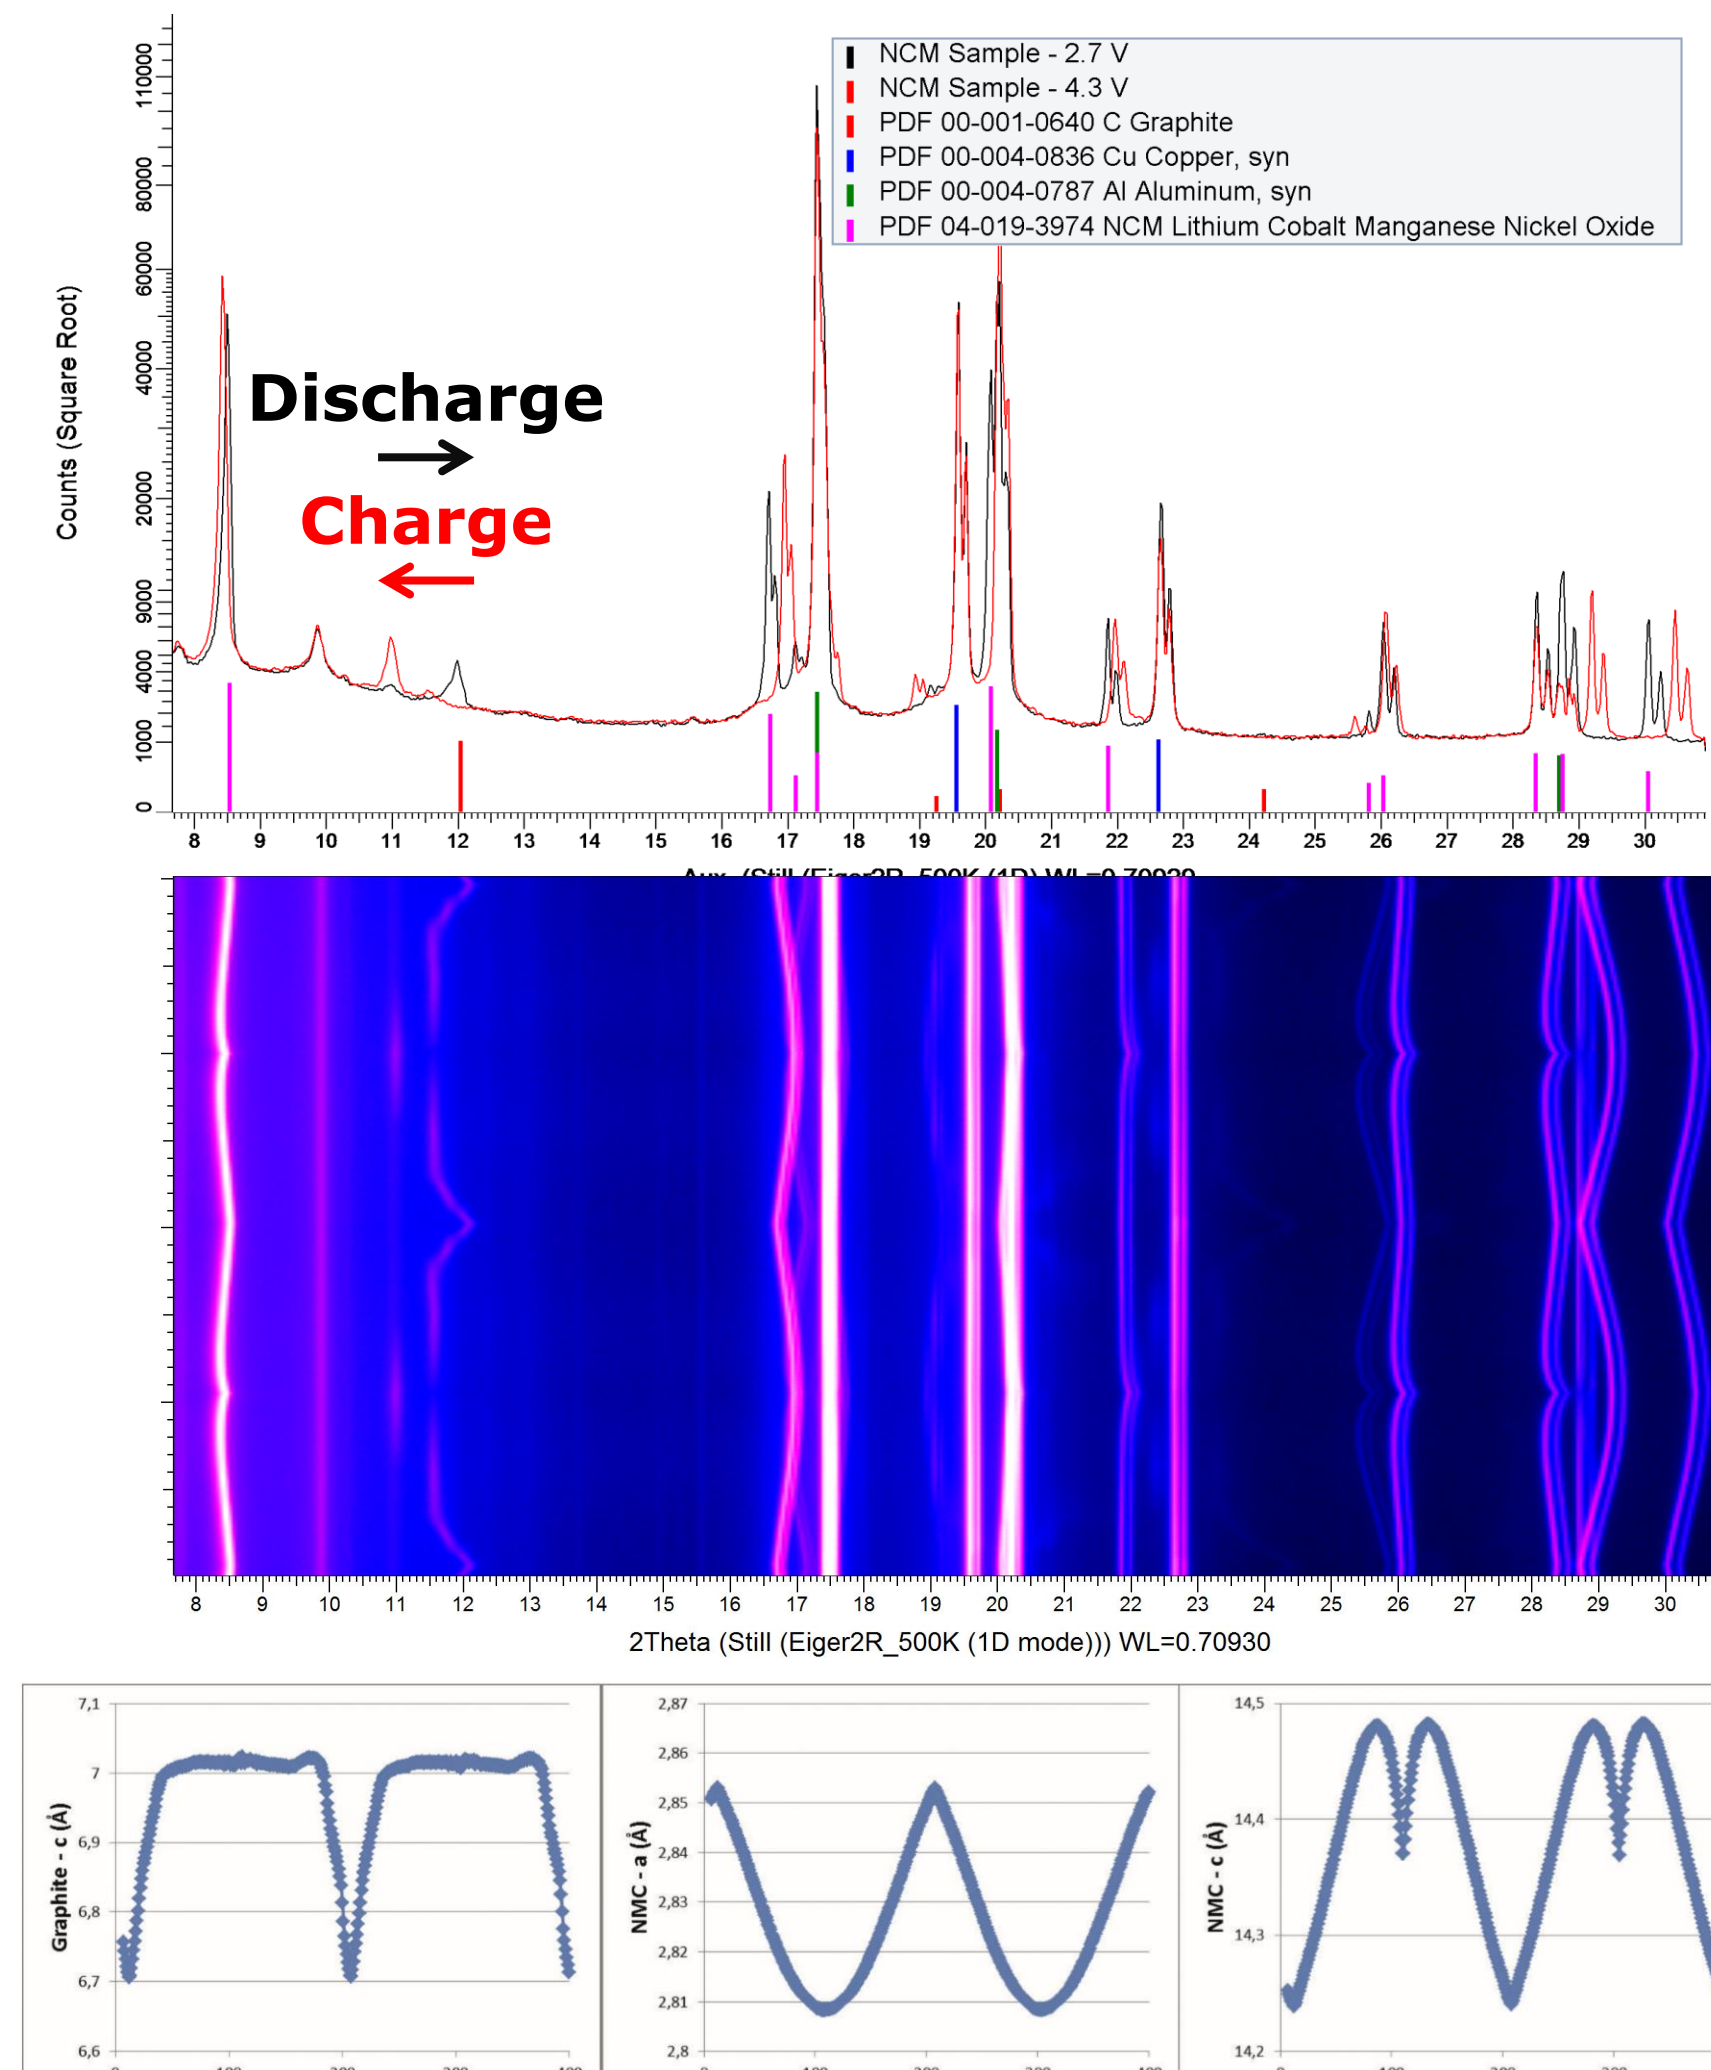 NCM Sample - 2.7 V
NCM Sample - 4.3 V
PDF 00-001-0640 C Graphite
PDF 00-004-0836 Cu Copper, syn
PDF 00-004-0787 Al Aluminum, syn
PDF 04-019-3974 NCM Lithium Cobalt Manganese Nickel Oxide
Counts (Square Root)
110000
80000
60000
40000
20000
9000
4000
1000
0
Discharge
Charge
8 9 10 11 12 13 14 15 16 17 18 19 20 21 22 23 24 25 26 27 28 29 30
8 9 10 11 12 13 14 15 16 17 18 19 20 21 22 23 24 25 26 27 28 29 30
2Theta (Still (Eiger2R_500K (1D mode))) WL=0.70930
Graphite - c (Å)
7,1
7
6,9
6,8
6,7
6,6
NMC - a (Å)
2,87
2,86
2,85
2,84
2,83
2,82
2,81
2,8
NMC - c (Å)
14,5
14,4
14,3
14,2